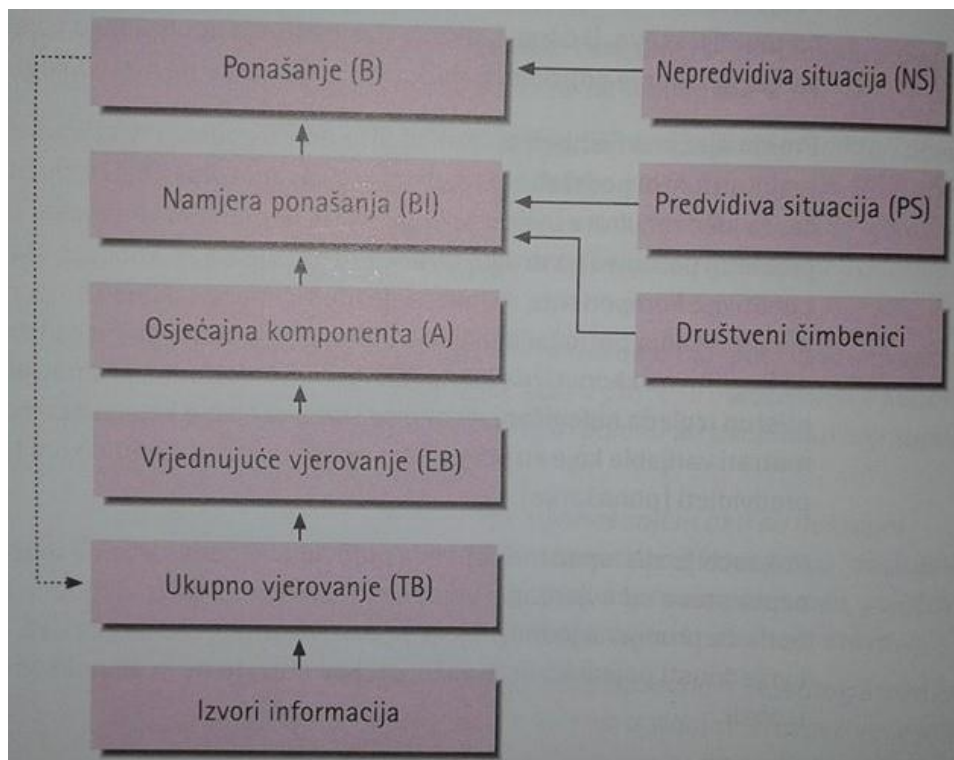 Ponašanje (B)
Nepredvidiva situacija (NS)
Namjera ponašanja (BI)
Predvidiva situacija (PS)
Osjećajna komponenta (A)
Društveni čimbenici
Vrjednujuće vjerovanje (EB)
Ukupno vjerovanje (TB)
Izvori informacija